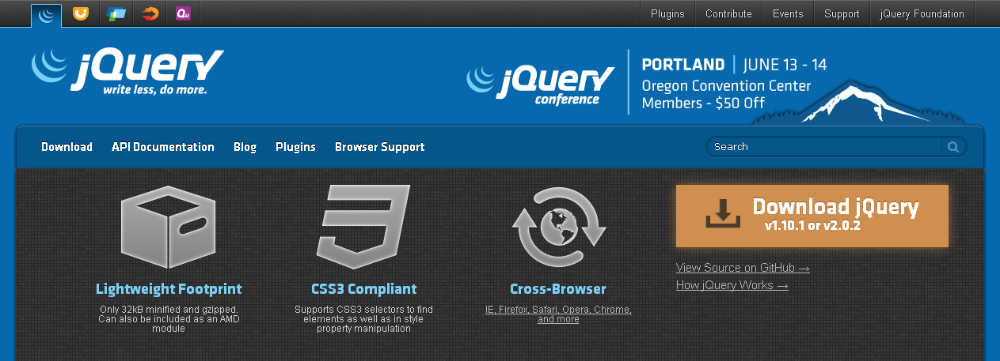 Qu
Plugins
Contribute
Events
Support
jQuery Foundation
jQuery
write less, do more.
jQuery
conference
PORTLAND | JUNE 13 - 14
Oregon Convention Center
Members - $50 Off
Download
API Documentation
Blog
Plugins
Browser Support
Search
Lightweight Footprint
Only 32kB minified and gzipped.
Can also be included as an AMD
module
CSS3 Compliant
Supports CSS3 selectors to find
elements as well as in style
property manipulation
Cross-Browser
IE, Firefox, Safari, Opera, Chrome,
and more
Download jQuery
v1.10.1 or v2.0.2
View Source on GitHub →
How jQuery Works →